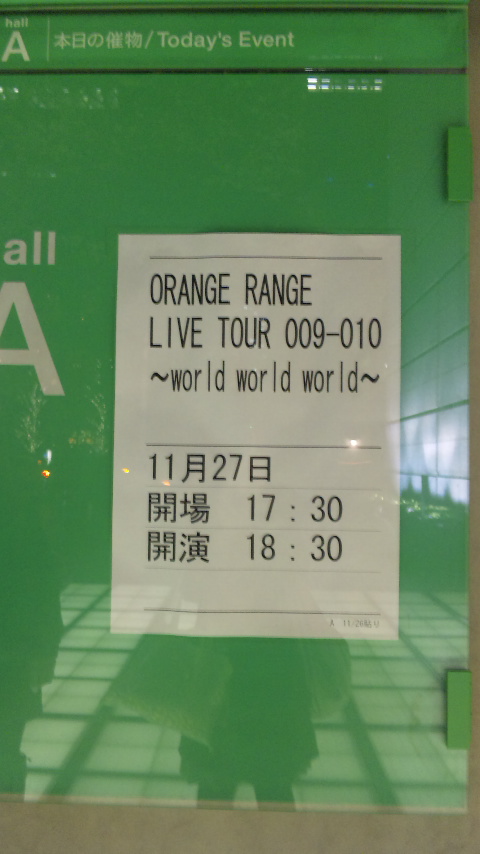 hall
A
本日の催物/Today's Event
all
A
ORANGE RANGE
LIVE TOUR 009-010
～world world world～
11月27日
開場 17：30
開演 18：30